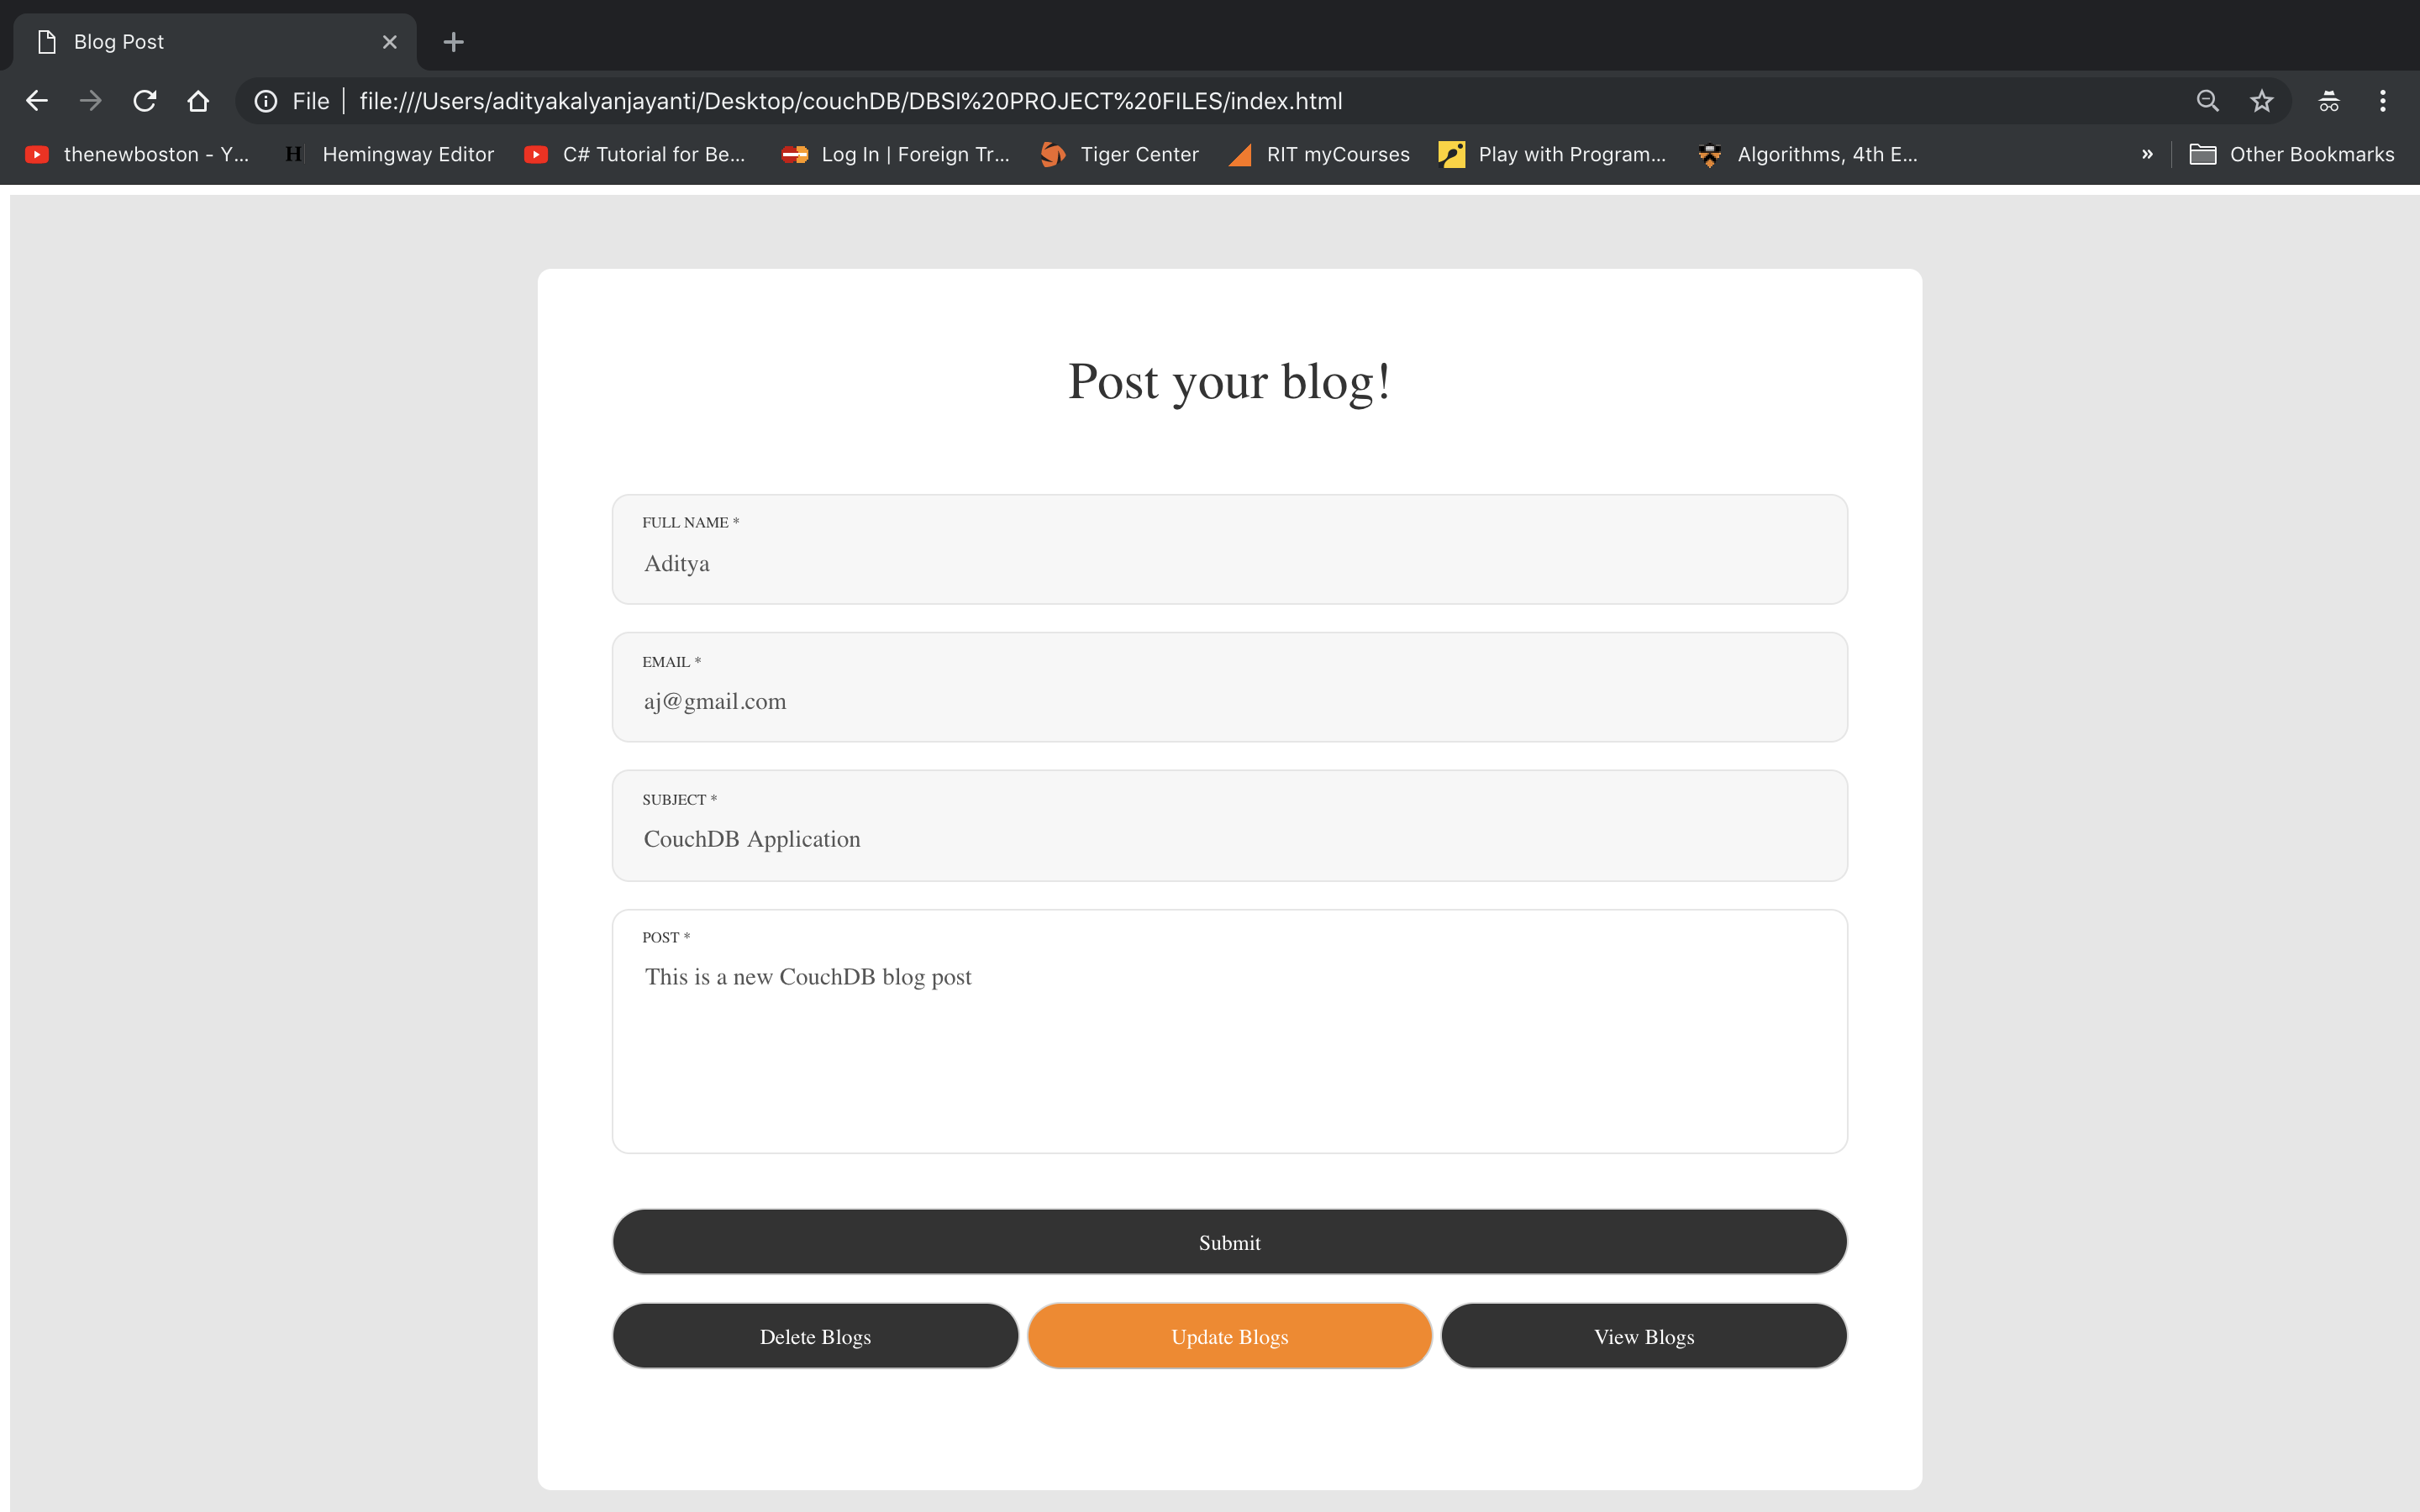 Blog Post
File | file:///Users/adityakalyanjayanti/Desktop/couchDB/DBSI%20PROJECT%20FILES/index.html
thenewboston - Y... H Hemingway Editor C# Tutorial for Be... Log In | Foreign Tr... Tiger Center RIT myCourses Play with Program... Algorithms, 4th E... » Other Bookmarks
Post your blog!
FULL NAME *
Aditya
EMAIL *
aj@gmail.com
SUBJECT *
CouchDB Application
POST *
This is a new CouchDB blog post
Submit
Delete Blogs Update Blogs View Blogs